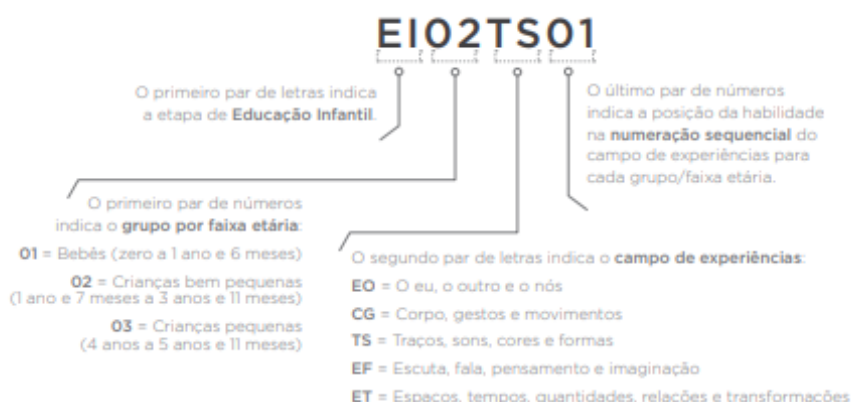 EI02TS01
O primeiro par de letras indica
a etapa de Educação Infantil.
O último par de números
indica a posição da habilidade
na numeração sequencial do
campo de experiências para
cada grupo/faixa etária.
O primeiro par de números
indica o grupo por faixa etária:
01 = Bebês (zero a 1 ano e 6 meses)
02 = Crianças bem pequenas
(1 ano e 7 meses a 3 anos e 11 meses)
03 = Crianças pequenas
(4 anos a 5 anos e 11 meses)
O segundo par de letras indica o campo de experiências:
EO = O eu, o outro e o nós
CG = Corpo, gestos e movimentos
TS = Traços, sons, cores e formas
EF = Escuta, fala, pensamento e imaginação
ET = Espaços, tempos, quantidades, relações e transformações